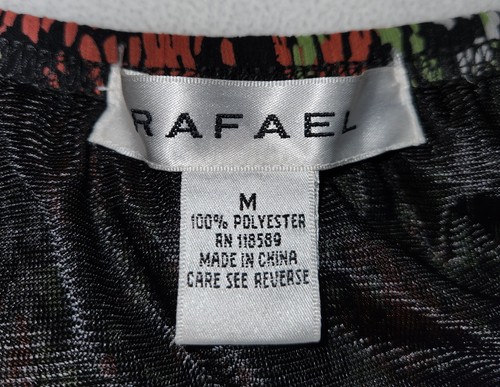 RAFAEL
M
100% POLYESTER
RN 118589
MADE IN CHINA
CARE SEE REVERSE